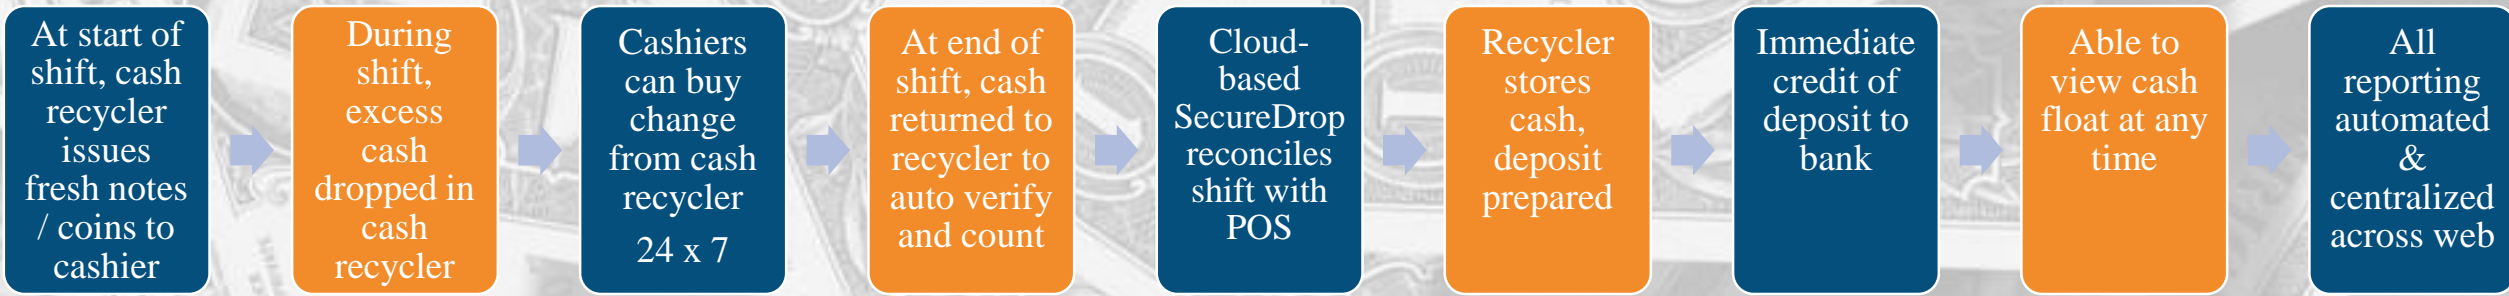 At start of
shift, cash
recycler
issues
fresh notes
/ coins to
cashier
During
shift,
excess
cash
dropped in
cash
recycler
Cashiers
can buy
change
from cash
recycler
24 x 7
At end of
shift, cash
returned to
recycler to
auto verify
and count
Cloud-
based
SecureDrop
reconciles
shift with
POS
Recycler
stores
cash,
deposit
prepared
Immediate
credit of
deposit to
bank
Able to
view cash
float at any
time
All
reporting
automated
&
centralized
across web